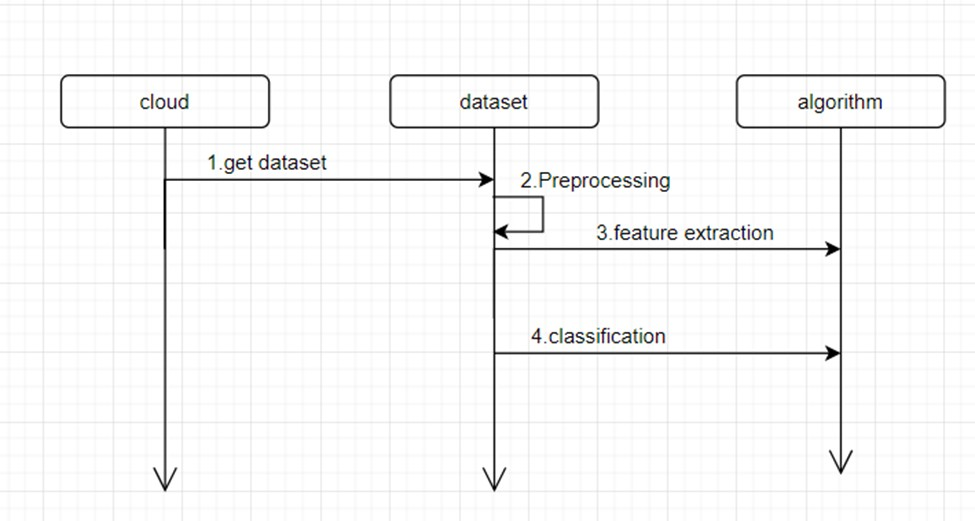 cloud
dataset
algorithm
1.get dataset
2.Preprocessing
3.feature extraction
4.classification